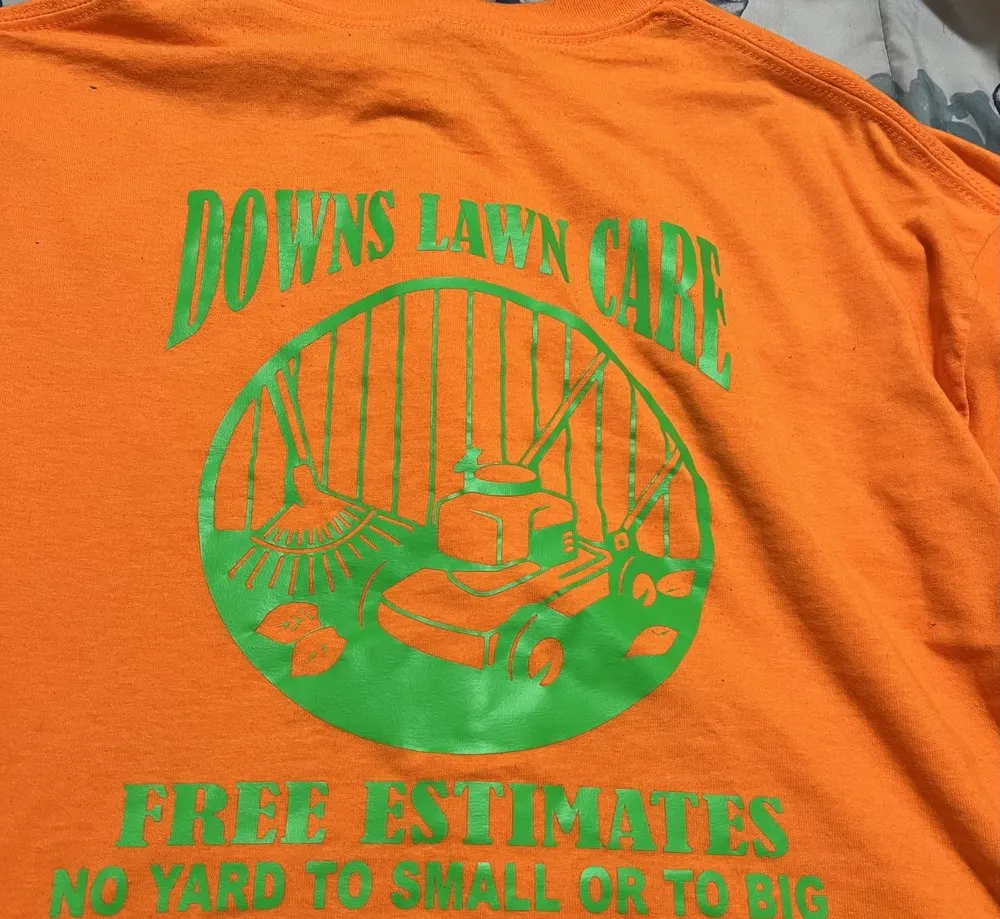 DOWNS LAWN CARE
FREE ESTIMATES
NO YARD TO SMALL OR TO BIG